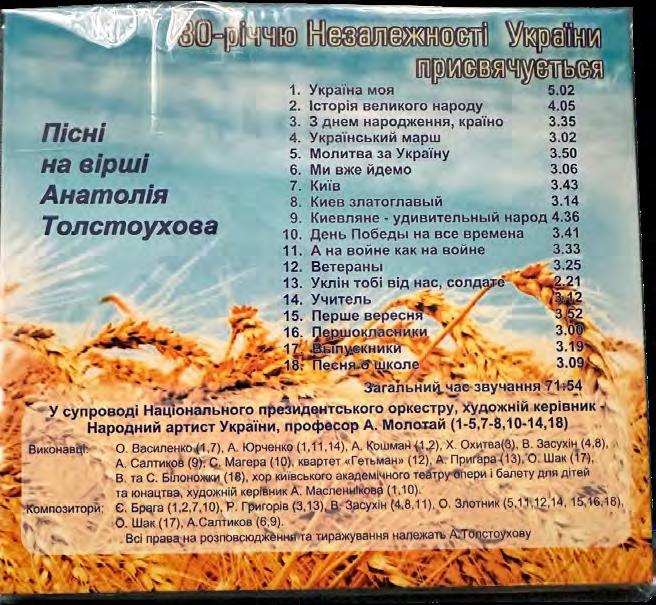 30-річчю Незалежності України
присвячується
Пісні
на вірші
Анатолія
Толстоухова
1. Україна моя 5.02
2. Історія великого народу 4.05
3. З днем народження, країно 3.35
4. Український марш 3.02
5. Молитва за Україну 3.50
6. Ми вже йдемо 3.06
7. Київ 3.43
8. Киев златоглавый 3.14
9. Киевляне - удивительный народ 4.36
10. День Победы на все времена 3.41
11. А на войне как на войне 3.33
12. Ветераны 3.25
13. Уклін тобі від нас, солдате 2.21
14. Учитель 3.12
15. Перше вересня 3.52
16. Першокласники 3.00
17. Выпускники 3.19
18. Песня о школе 3.09
Загальний час звучання 71:54
У супроводі Національного президентського оркестру, художній керівник -
Народний артист України, професор А. Молотай (1-5,7-8,10-14,18)
Виконавці: О. Василенко (1,7), А. Юрченко (1,11,14), А. Кошман (1,2), Х. Охитва(3), В. Засухін (4,8),
А. Салтиков (9), С. Магера (10), квартет «Гетьман» (12), А. Пригара (13), О. Шак (17),
В. та С. Білоножки (18), хор київського академічного театру опери і балету для дітей
та юнацтва, художній керівник А. Масленнікова (1,10).
Композитори: Є. Брага (1,2,7,10), Р. Григорів (3,13), В. Засухін (4,8,11), О. Злотник (5,11,12,14, 15,16,18),
О. Шак (17), А.Салтиков (6,9).
Всі права на розповсюдження та тиражування належать А.Толстоухову